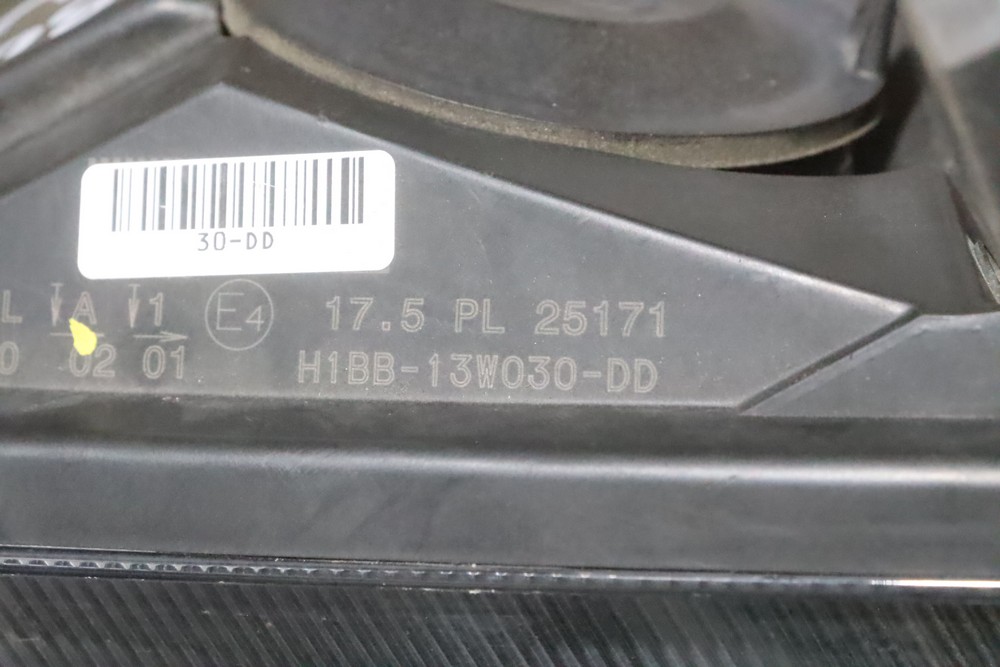 30-DD
L A 1 E4 17.5 PL 25171
0 02 01 H1BB-13W030-DD